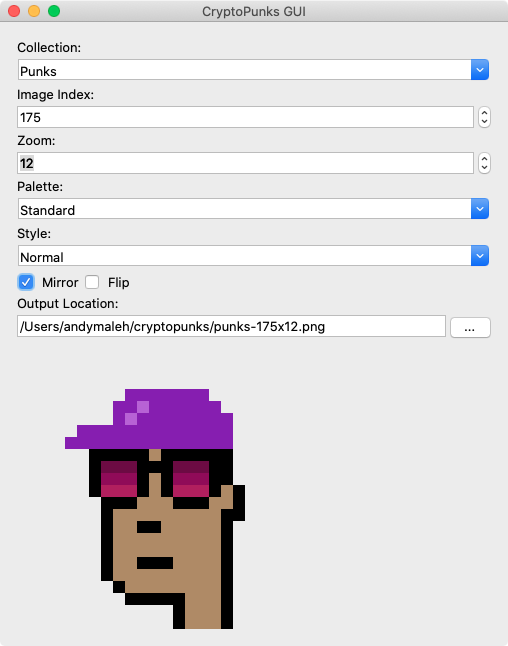 CryptoPunks GUI
Collection:
Punks
Image Index:
175
Zoom:
12
Palette:
Standard
Style:
Normal
Mirror Flip
Output Location:
/Users/andymaleh/cryptopunks/punks-175x12.png
...